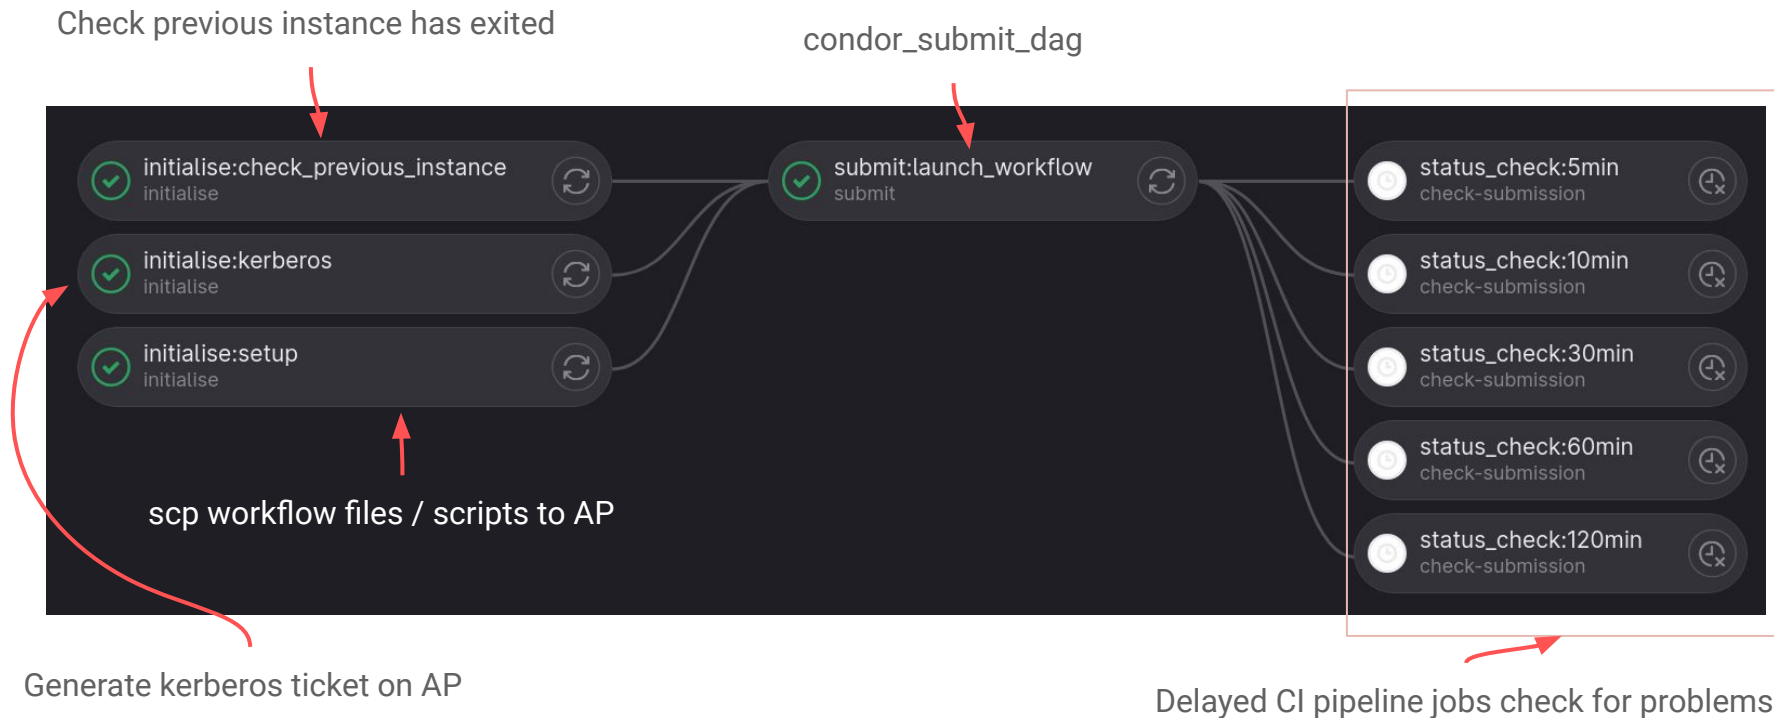 Check previous instance has exited
condor_submit_dag
initialise:check_previous_instance
initialise
initialise:kerberos
initialise
initialise:setup
initialise
scp workflow files / scripts to AP
submit:launch_workflow
submit
status_check:5min
check-submission
status_check:10min
check-submission
status_check:30min
check-submission
status_check:60min
check-submission
status_check:120min
check-submission
Generate kerberos ticket on AP
Delayed CI pipeline jobs check for problems